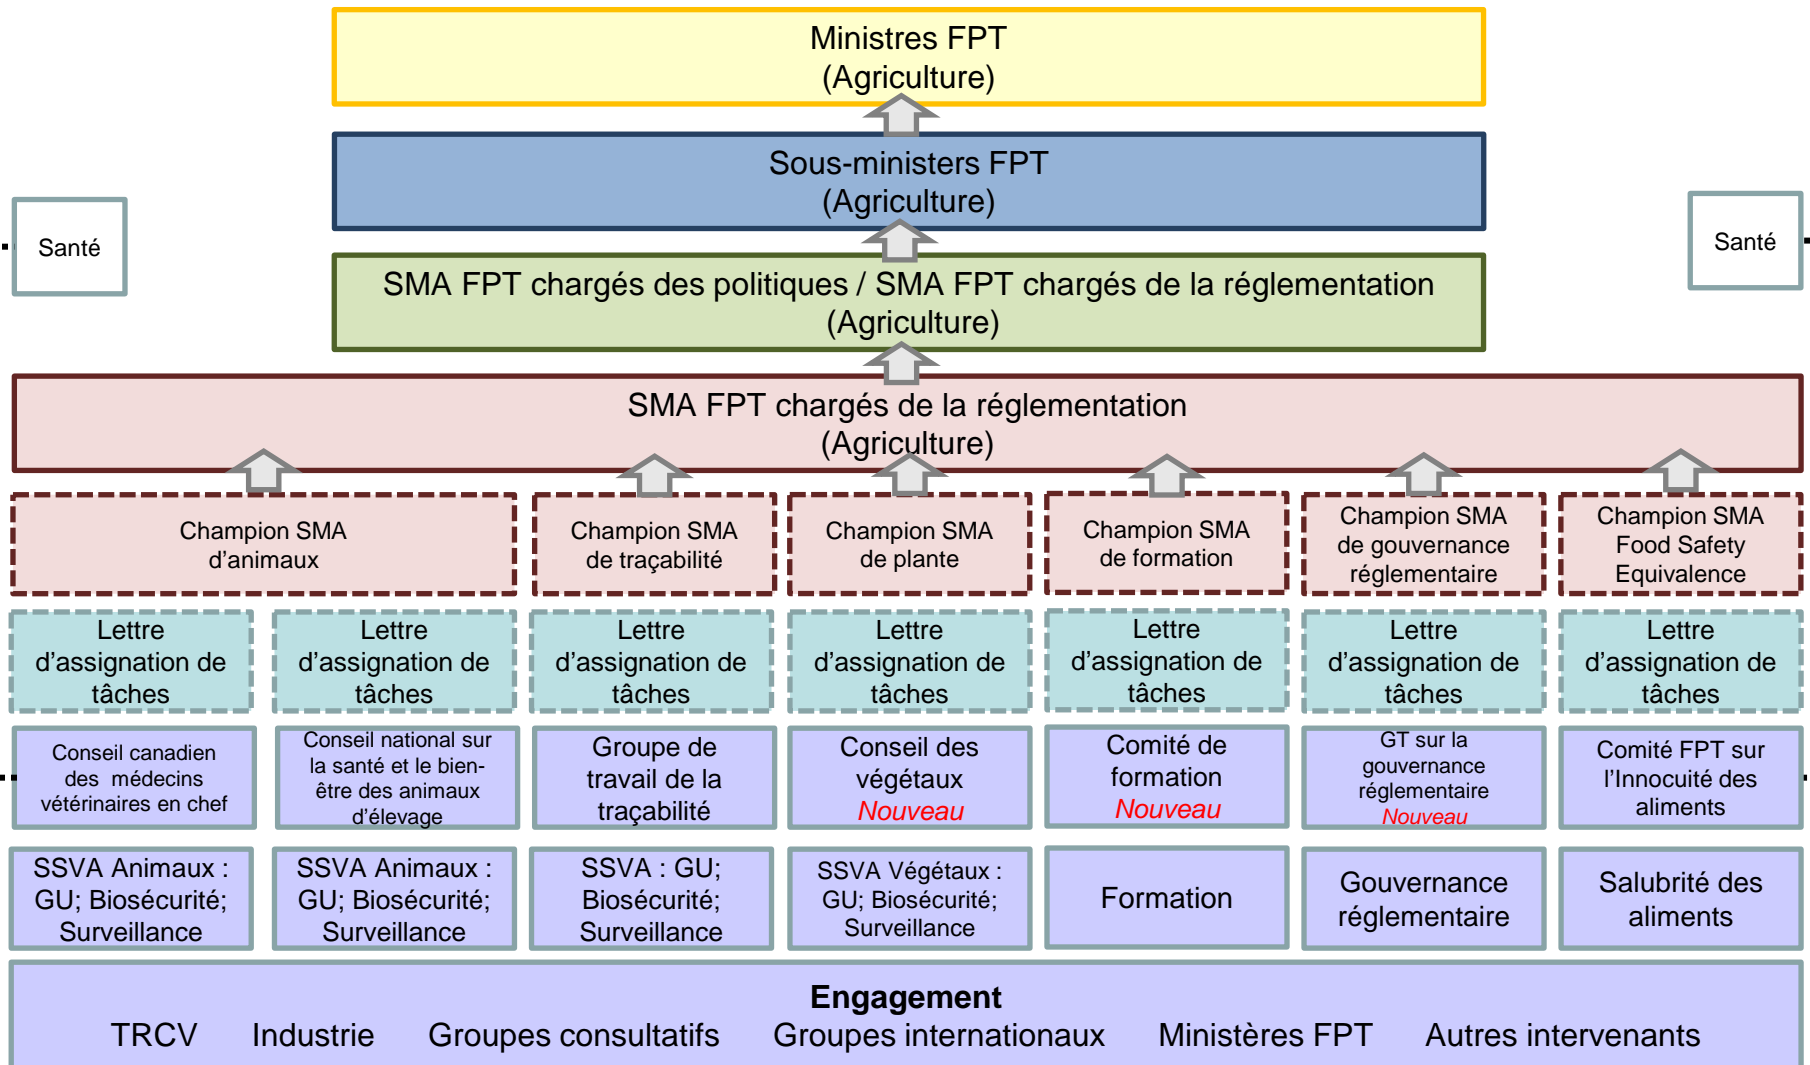 Ministres FPT
(Agriculture)
Sous-ministers FPT
(Agriculture)
Santé
Santé
SMA FPT chargés des politiques / SMA FPT chargés de la réglementation
(Agriculture)
SMA FPT chargés de la réglementation
(Agriculture)
Champion SMA
d'animaux
Champion SMA
de traçabilité
Champion SMA
de plante
Champion SMA
de formation
Champion SMA
de gouvernance
réglementaire
Champion SMA
Food Safety
Equivalence
Lettre
d'assignation de
tâches
Lettre
d'assignation de
tâches
Lettre
d'assignation de
tâches
Lettre
d'assignation de
tâches
Lettre
d'assignation de
tâches
Lettre
d'assignation de
tâches
Lettre
d'assignation de
tâches
Conseil canadien
des médecins
vétérinaires en chef
Conseil national sur
la santé et le bien-
être des animaux
d'élevage
Groupe de
travail de la
traçabilité
Conseil des
végétaux
Nouveau
Comité de
formation
Nouveau
GT sur la
gouvernance
réglementaire
Nouveau
Comité FPT sur
l'Innocuité des
aliments
SSVA Animaux :
GU; Biosécurité;
Surveillance
SSVA Animaux :
GU; Biosécurité;
Surveillance
SSVA : GU;
Biosécurité;
Surveillance
SSVA Végétaux :
GU; Biosécurité;
Surveillance
Formation
Gouvernance
réglementaire
Salubrité des
aliments
Engagement
TRCV Industrie Groupes consultatifs Groupes internationaux Ministères FPT Autres intervenants